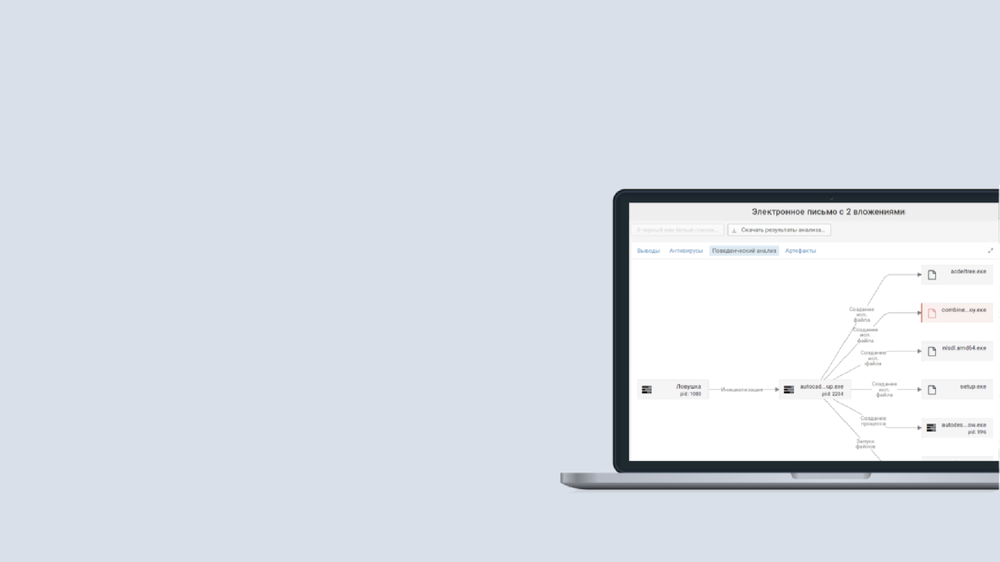 Электронное письмо с 2 вложениями
В черный или белый список...
Скачать результаты анализа...
Выводы Антивирусы Поведенческий анализ Артефакты
acdeltree.exe
Создание
исп.
файла
combine...oy.exe
Создание
исп.
файла
nlsdl.amd64.exe
Создание
исп.
файла
Ловушка
pid: 1080
Инициализация
autocad...up.exe
pid: 2204
Создание
исп.
файла
setup.exe
Создание
процесса
autodes...ow.exe
pid: 996
Запуск
файлов